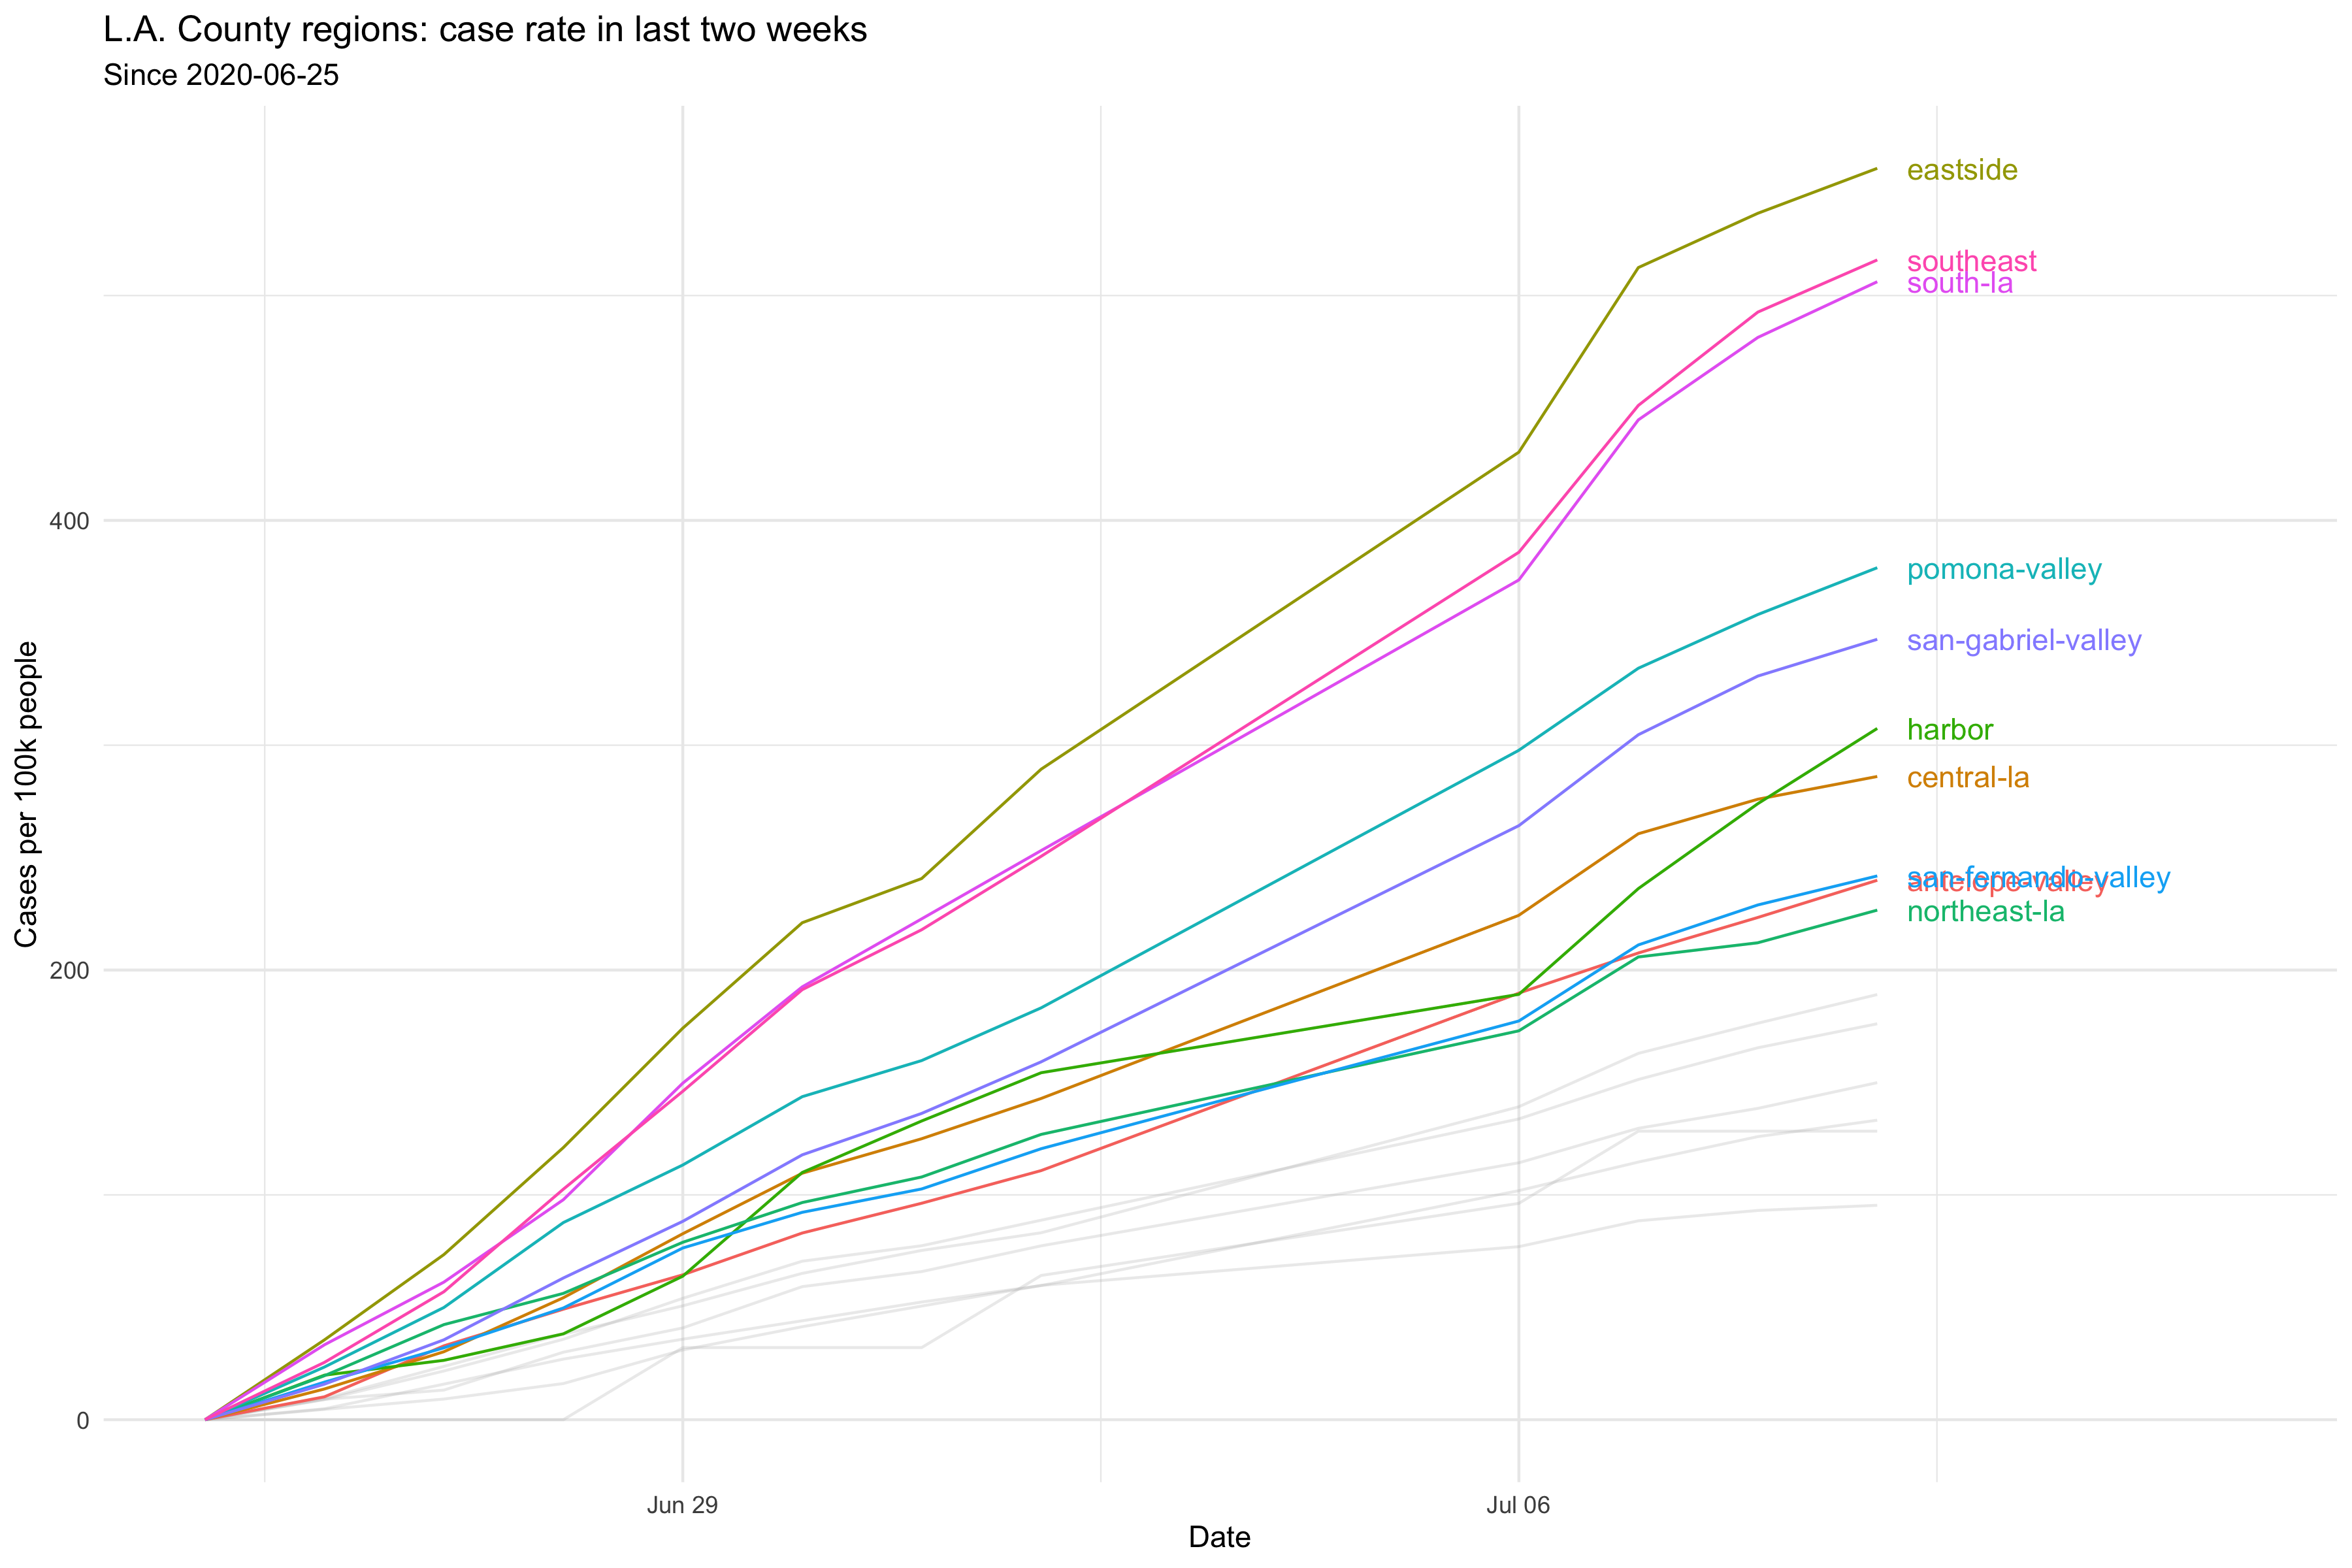 L.A. County regions: case rate in last two weeks
Since 2020-06-25
Cases per 100k people
400
200
0
eastside
southeast
south-la
pomona-valley
san-gabriel-valley
harbor
central-la
san-fernando-valley
antelope-valley
northeast-la
Jun 29
Jul 06
Date